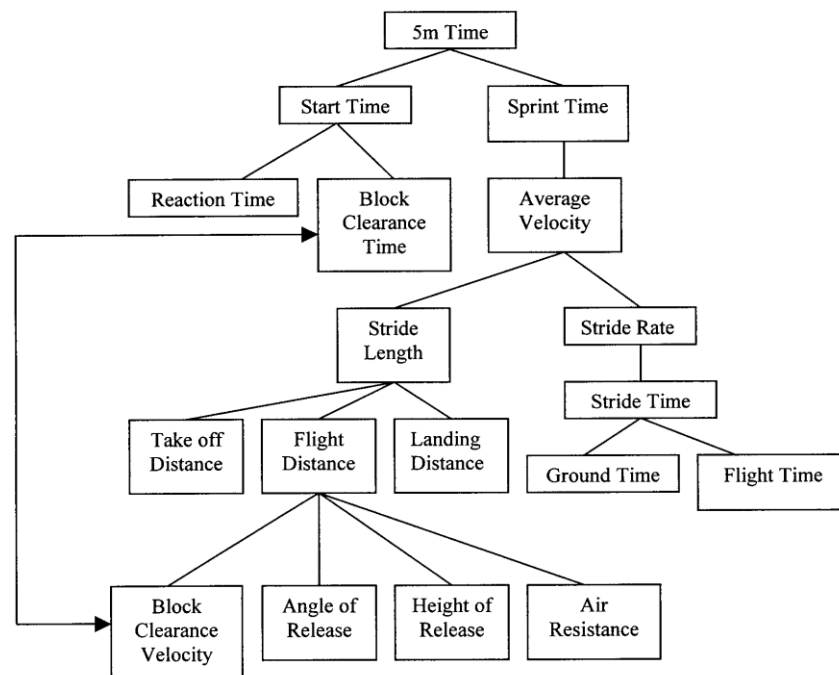 5m Time
Start Time
Sprint Time
Reaction Time
Block
Clearance
Time
Average
Velocity
Stride
Length
Stride Rate
Stride Time
Take off
Distance
Flight
Distance
Landing
Distance
Ground Time
Flight Time
Block
Clearance
Velocity
Angle of
Release
Height of
Release
Air
Resistance